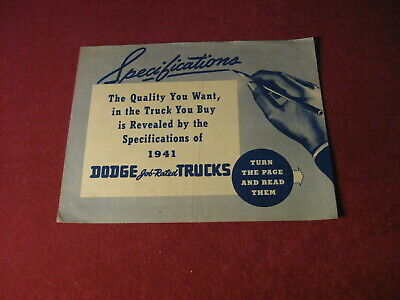 Specifications
The Quality You Want,
in the Truck You Buy
is Revealed by the
Specifications of
1941
DODGE Job-Rated TRUCKS
TURN
THE PAGE
AND READ
THEM